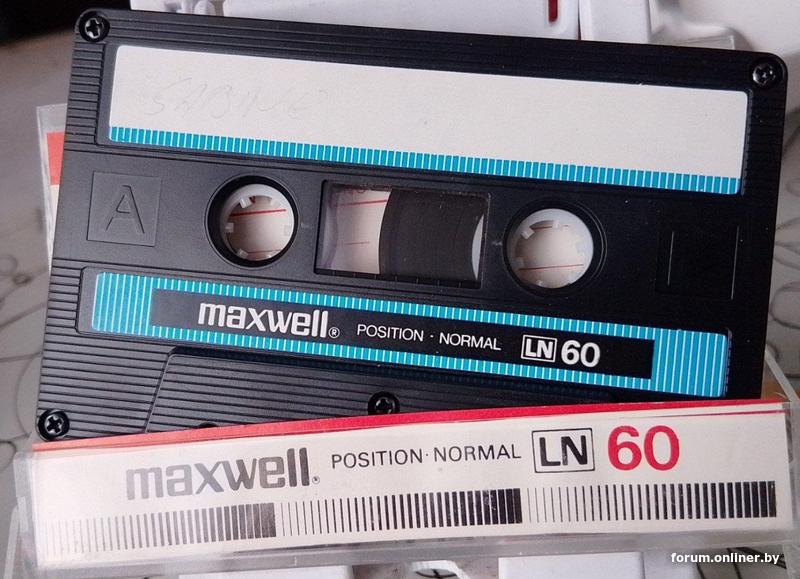 A
maxwell® POSITION · NORMAL LN 60
maxwell® POSITION · NORMAL LN 60
forum.onliner.by